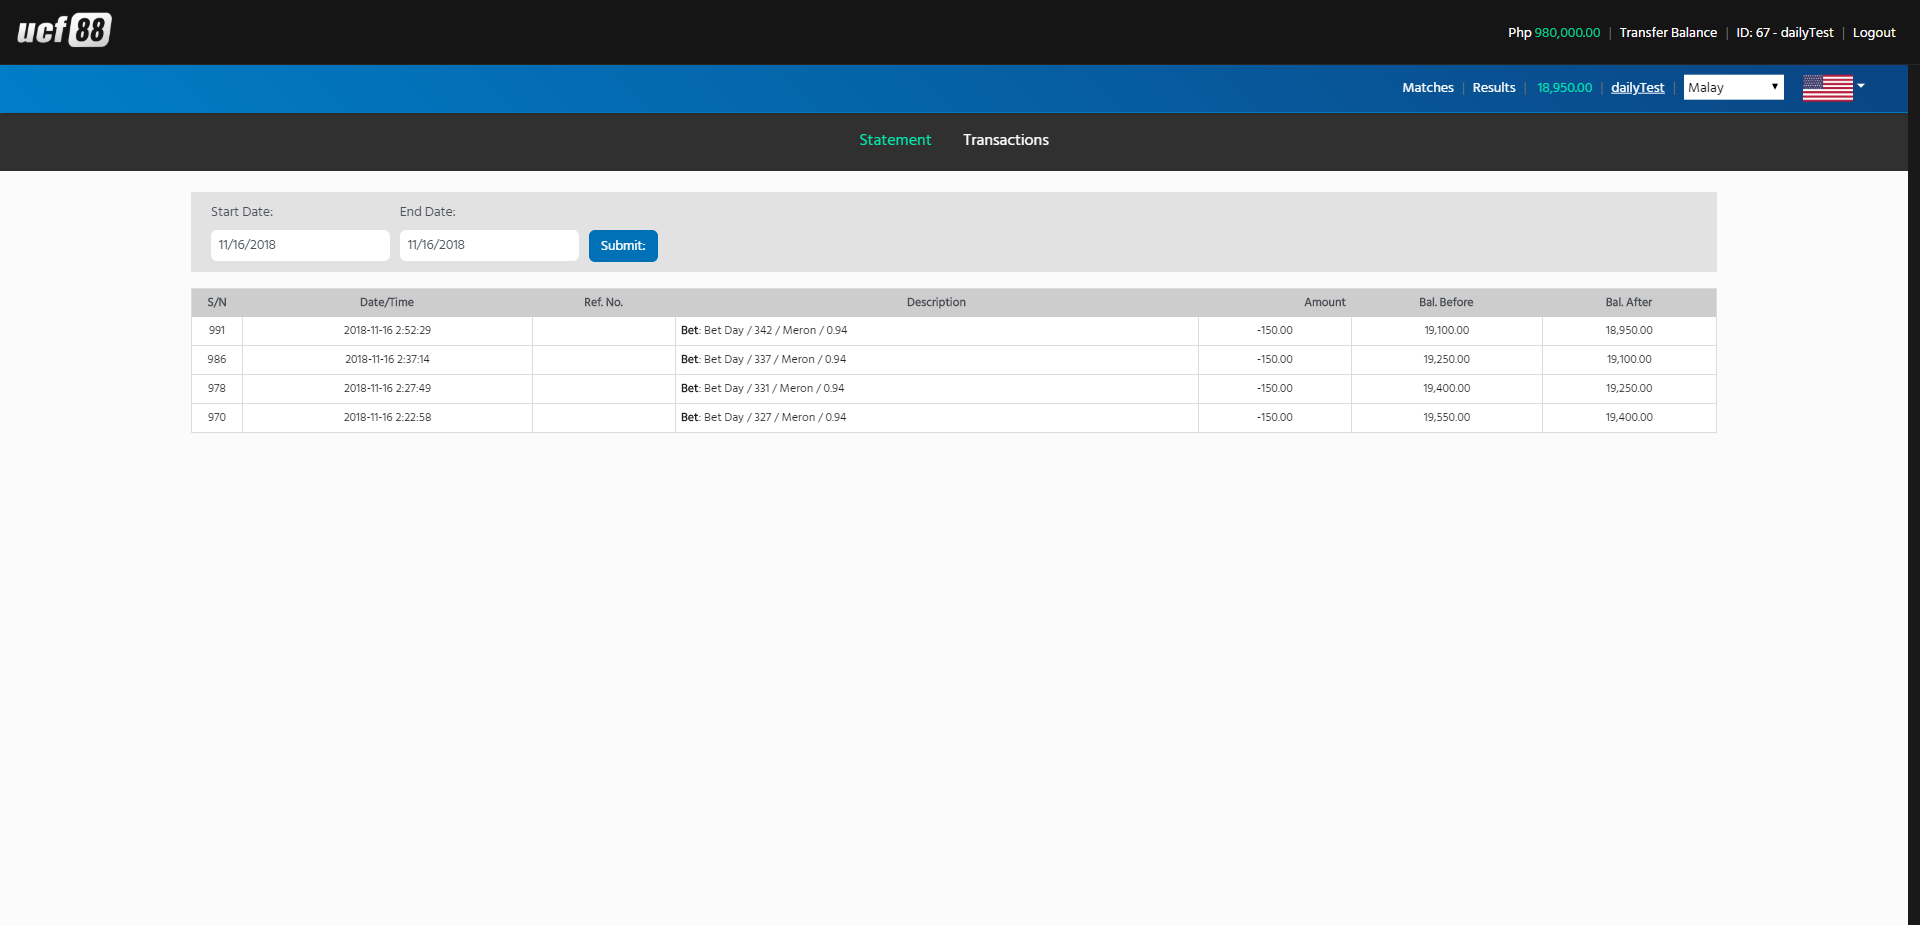 ucf 88
Php 980,000.00 | Transfer Balance | ID: 67 - dailyTest | Logout
Matches | Results | 18,950.00 | dailyTest | Malay
Statement Transactions
Start Date: End Date:
11/16/2018 11/16/2018 Submit:
S/N Date/Time Ref. No. Description Amount Bal. Before Bal. After
991 2018-11-16 2:52:29 Bet: Bet Day / 342 / Meron / 0.94 -150.00 19,100.00 18,950.00
986 2018-11-16 2:37:14 Bet: Bet Day / 337 / Meron / 0.94 -150.00 19,250.00 19,100.00
978 2018-11-16 2:27:49 Bet: Bet Day / 331 / Meron / 0.94 -150.00 19,400.00 19,250.00
970 2018-11-16 2:22:58 Bet: Bet Day / 327 / Meron / 0.94 -150.00 19,550.00 19,400.00